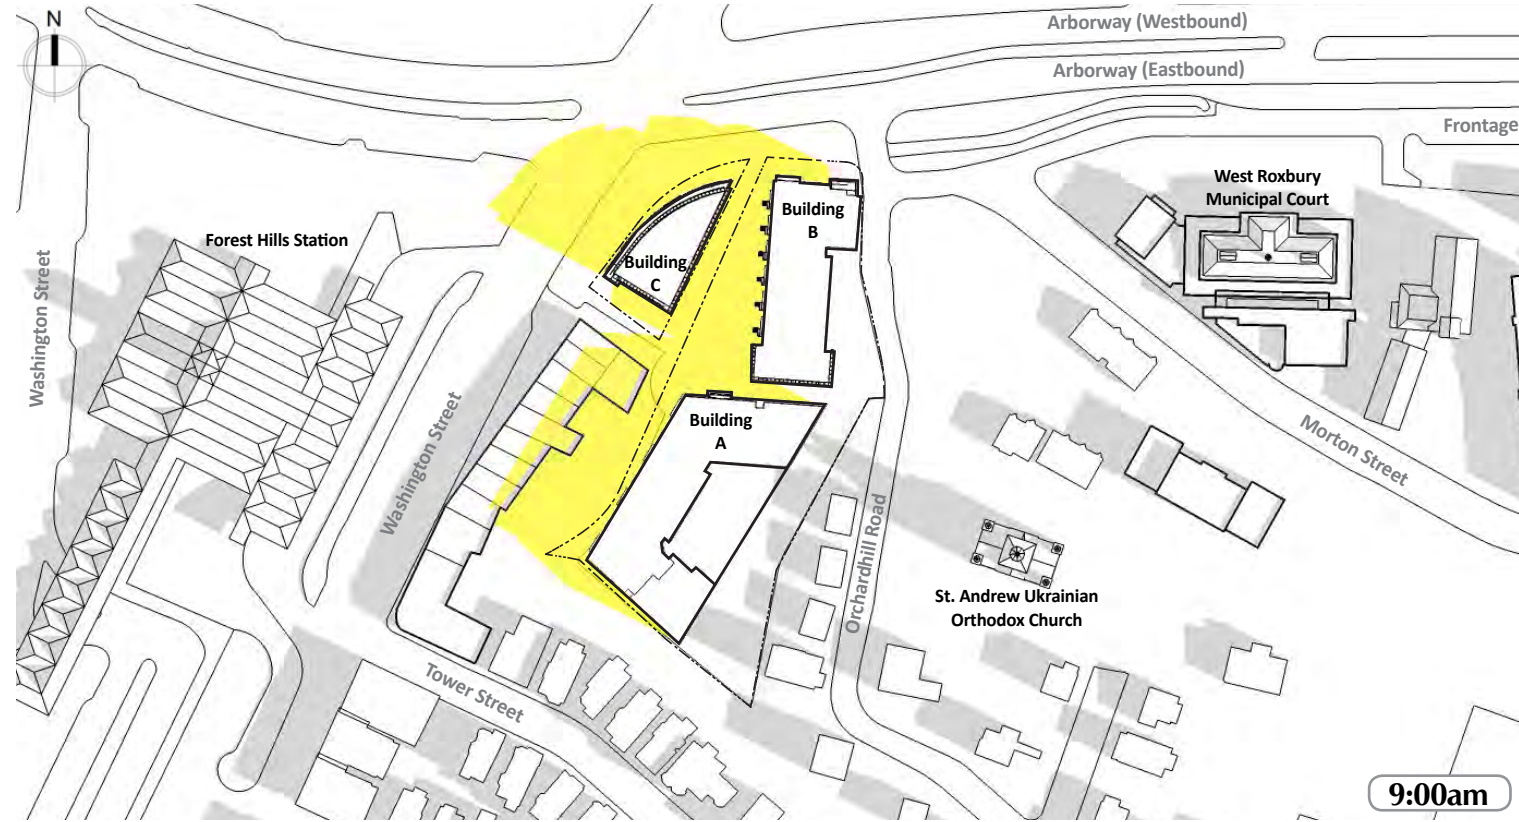 N
Arborway (Westbound)
Arborway (Eastbound)
Frontage
West Roxbury
Municipal Court
Building
B
Forest Hills Station
Building
C
Washington Street
Washington Street
Building
A
Morton Street
Orchardhill Road
St. Andrew Ukrainian
Orthodox Church
Tower Street
9:00am